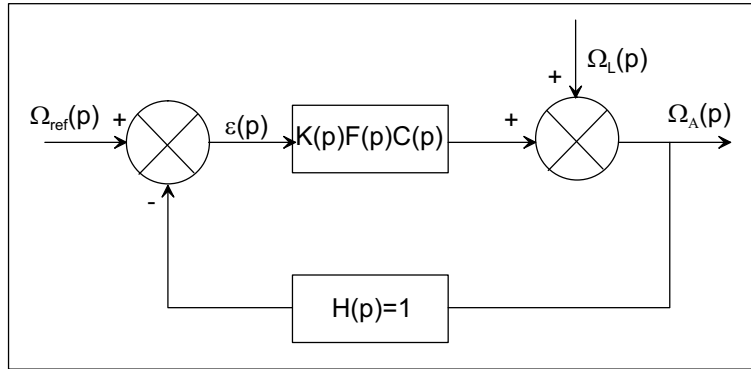 Ω_L(p)
+
Ω_ref(p)
+
ε(p)
K(p)F(p)C(p)
+
Ω_A(p)
-
H(p)=1